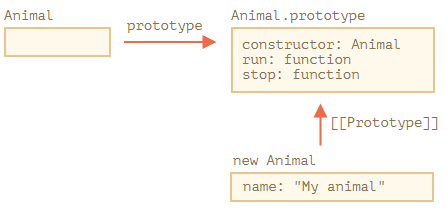 Animal
prototype
Animal.prototype
constructor: Animal
run: function
stop: function
[[Prototype]]
new Animal
name: "My animal"